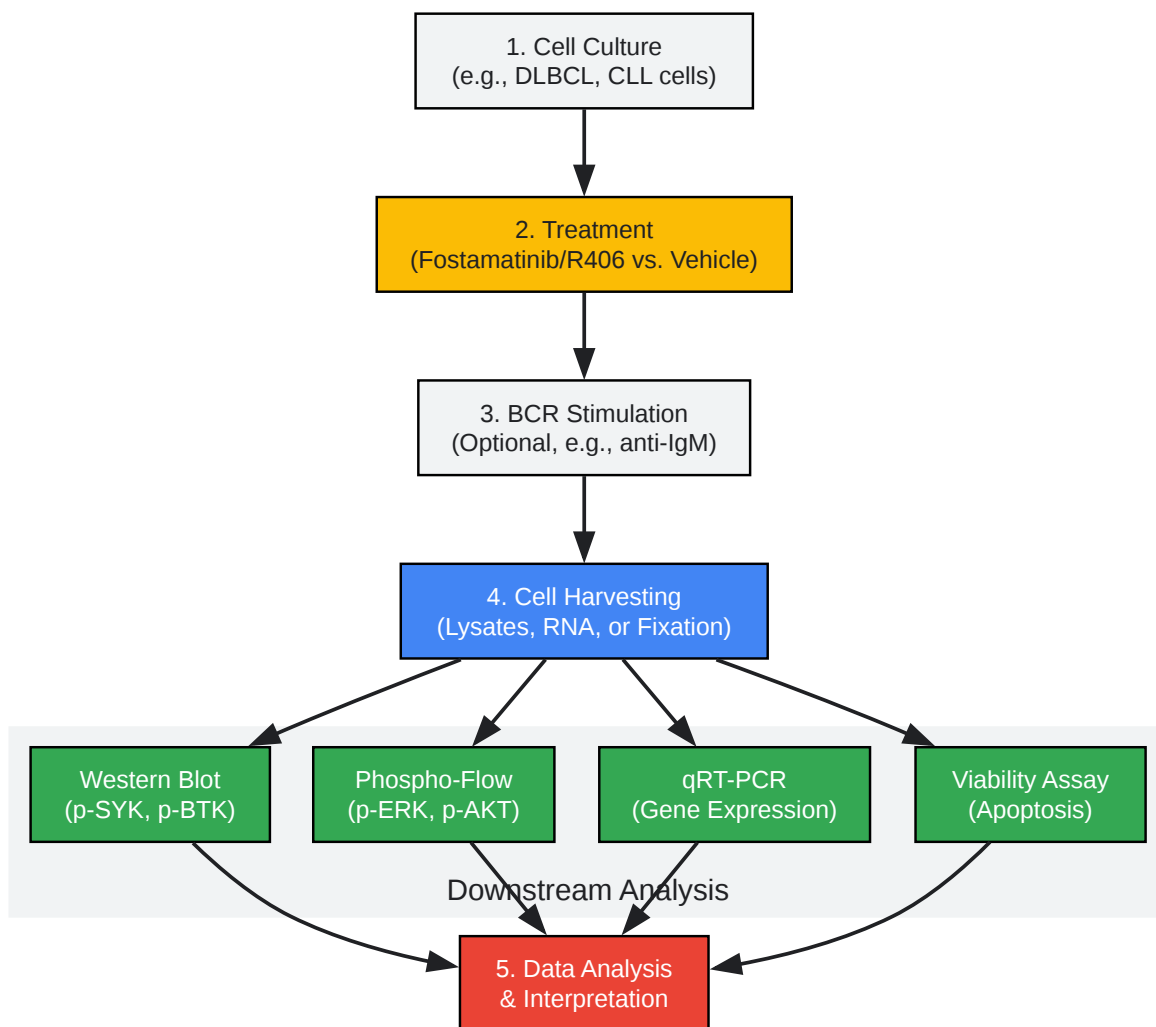 1. Cell Culture
(e.g., DLBCL, CLL cells)
2. Treatment
(Fostamatinib/R406 vs. Vehicle)
3. BCR Stimulation
(Optional, e.g., anti-IgM)
4. Cell Harvesting
(Lysates, RNA, or Fixation)
Western Blot
(p-SYK, p-BTK)
Phospho-Flow
(p-ERK, p-AKT)
qRT-PCR
(Gene Expression)
Viability Assay
(Apoptosis)
Downstream Analysis
5. Data Analysis
& Interpretation